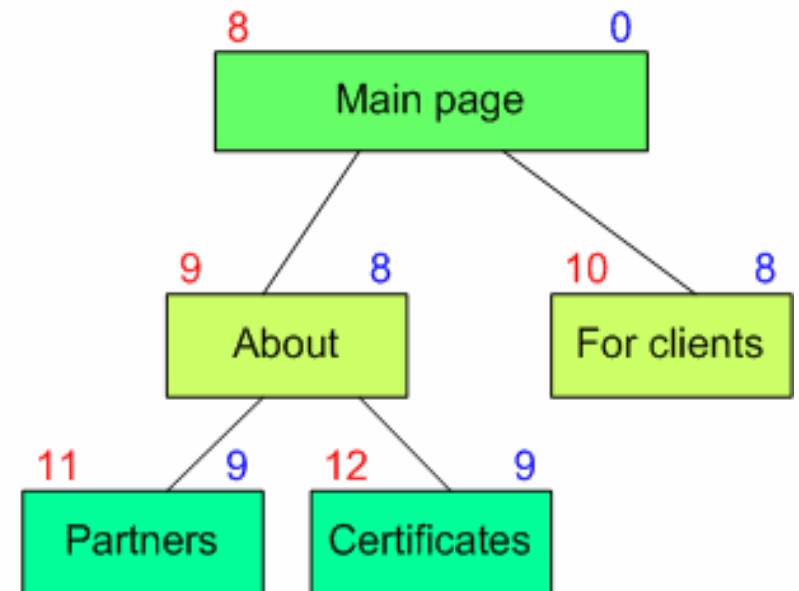 8 0
Main page
9 8 10 8
About For clients
11 9 12 9
Partners Certificates